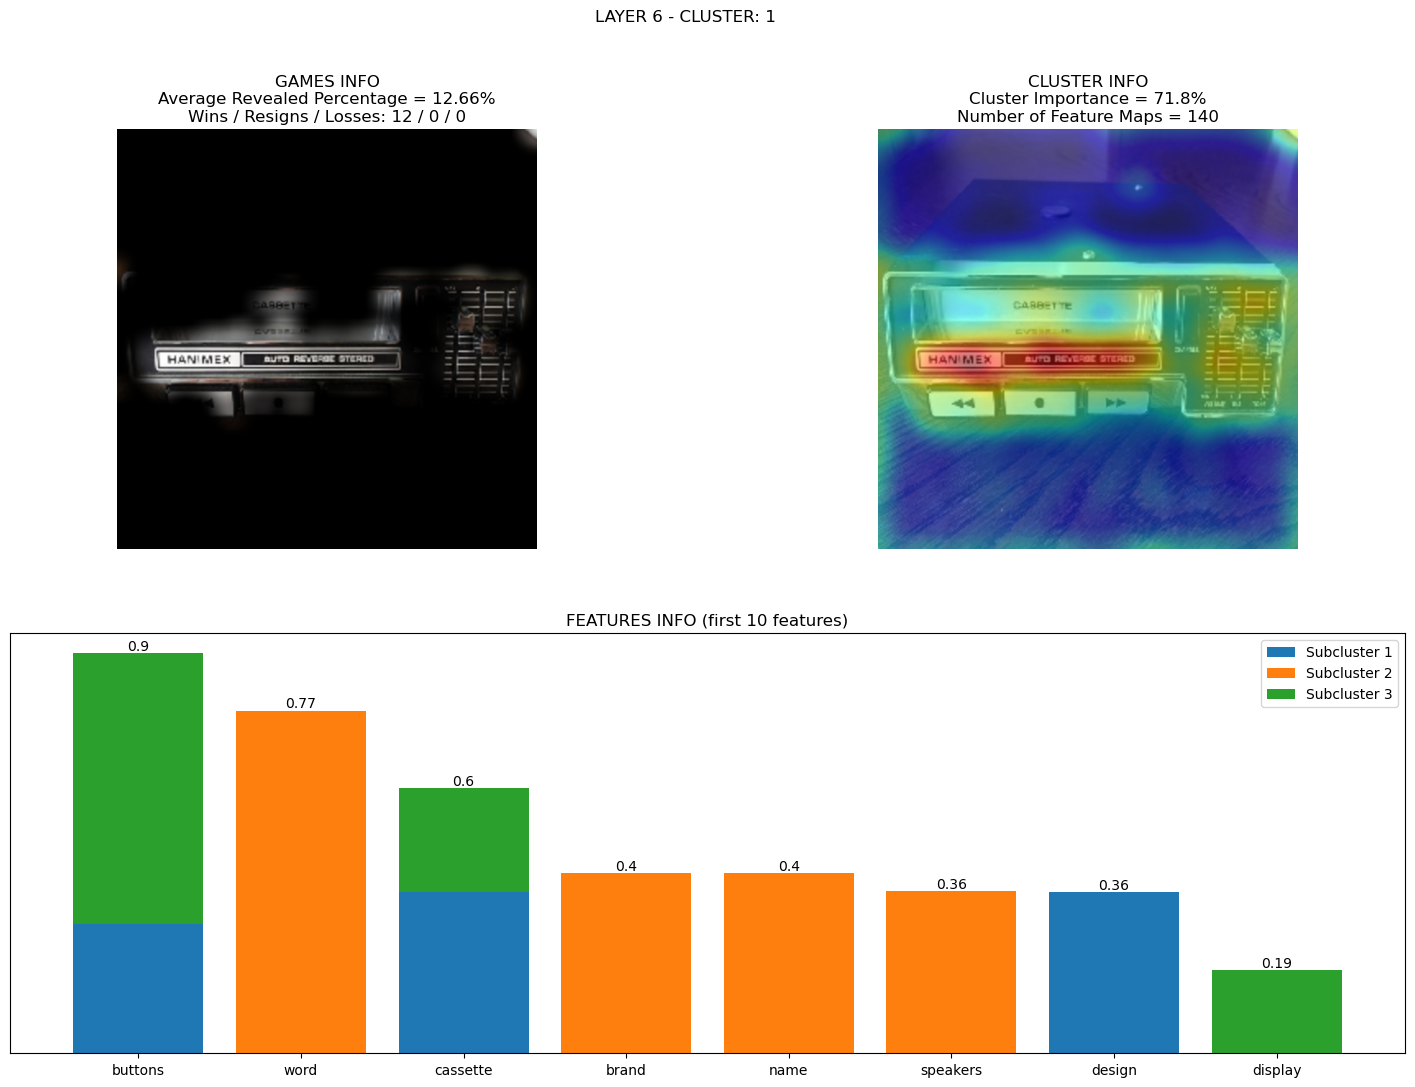 LAYER 6 - CLUSTER: 1
GAMES INFO
Average Revealed Percentage = 12.66%
Wins / Resigns / Losses: 12 / 0 / 0
CASSETTE
HANIMEX AUTO REVERSE STEREO
CLUSTER INFO
Cluster Importance = 71.8%
Number of Feature Maps = 140
CASSETTE
HANIMEX AUTO REVERSE STEREO
FEATURES INFO (first 10 features)
Subcluster 1
Subcluster 2
Subcluster 3
0.9
0.77
0.6
0.4
0.4
0.36
0.36
0.19
buttons word cassette brand name speakers design display